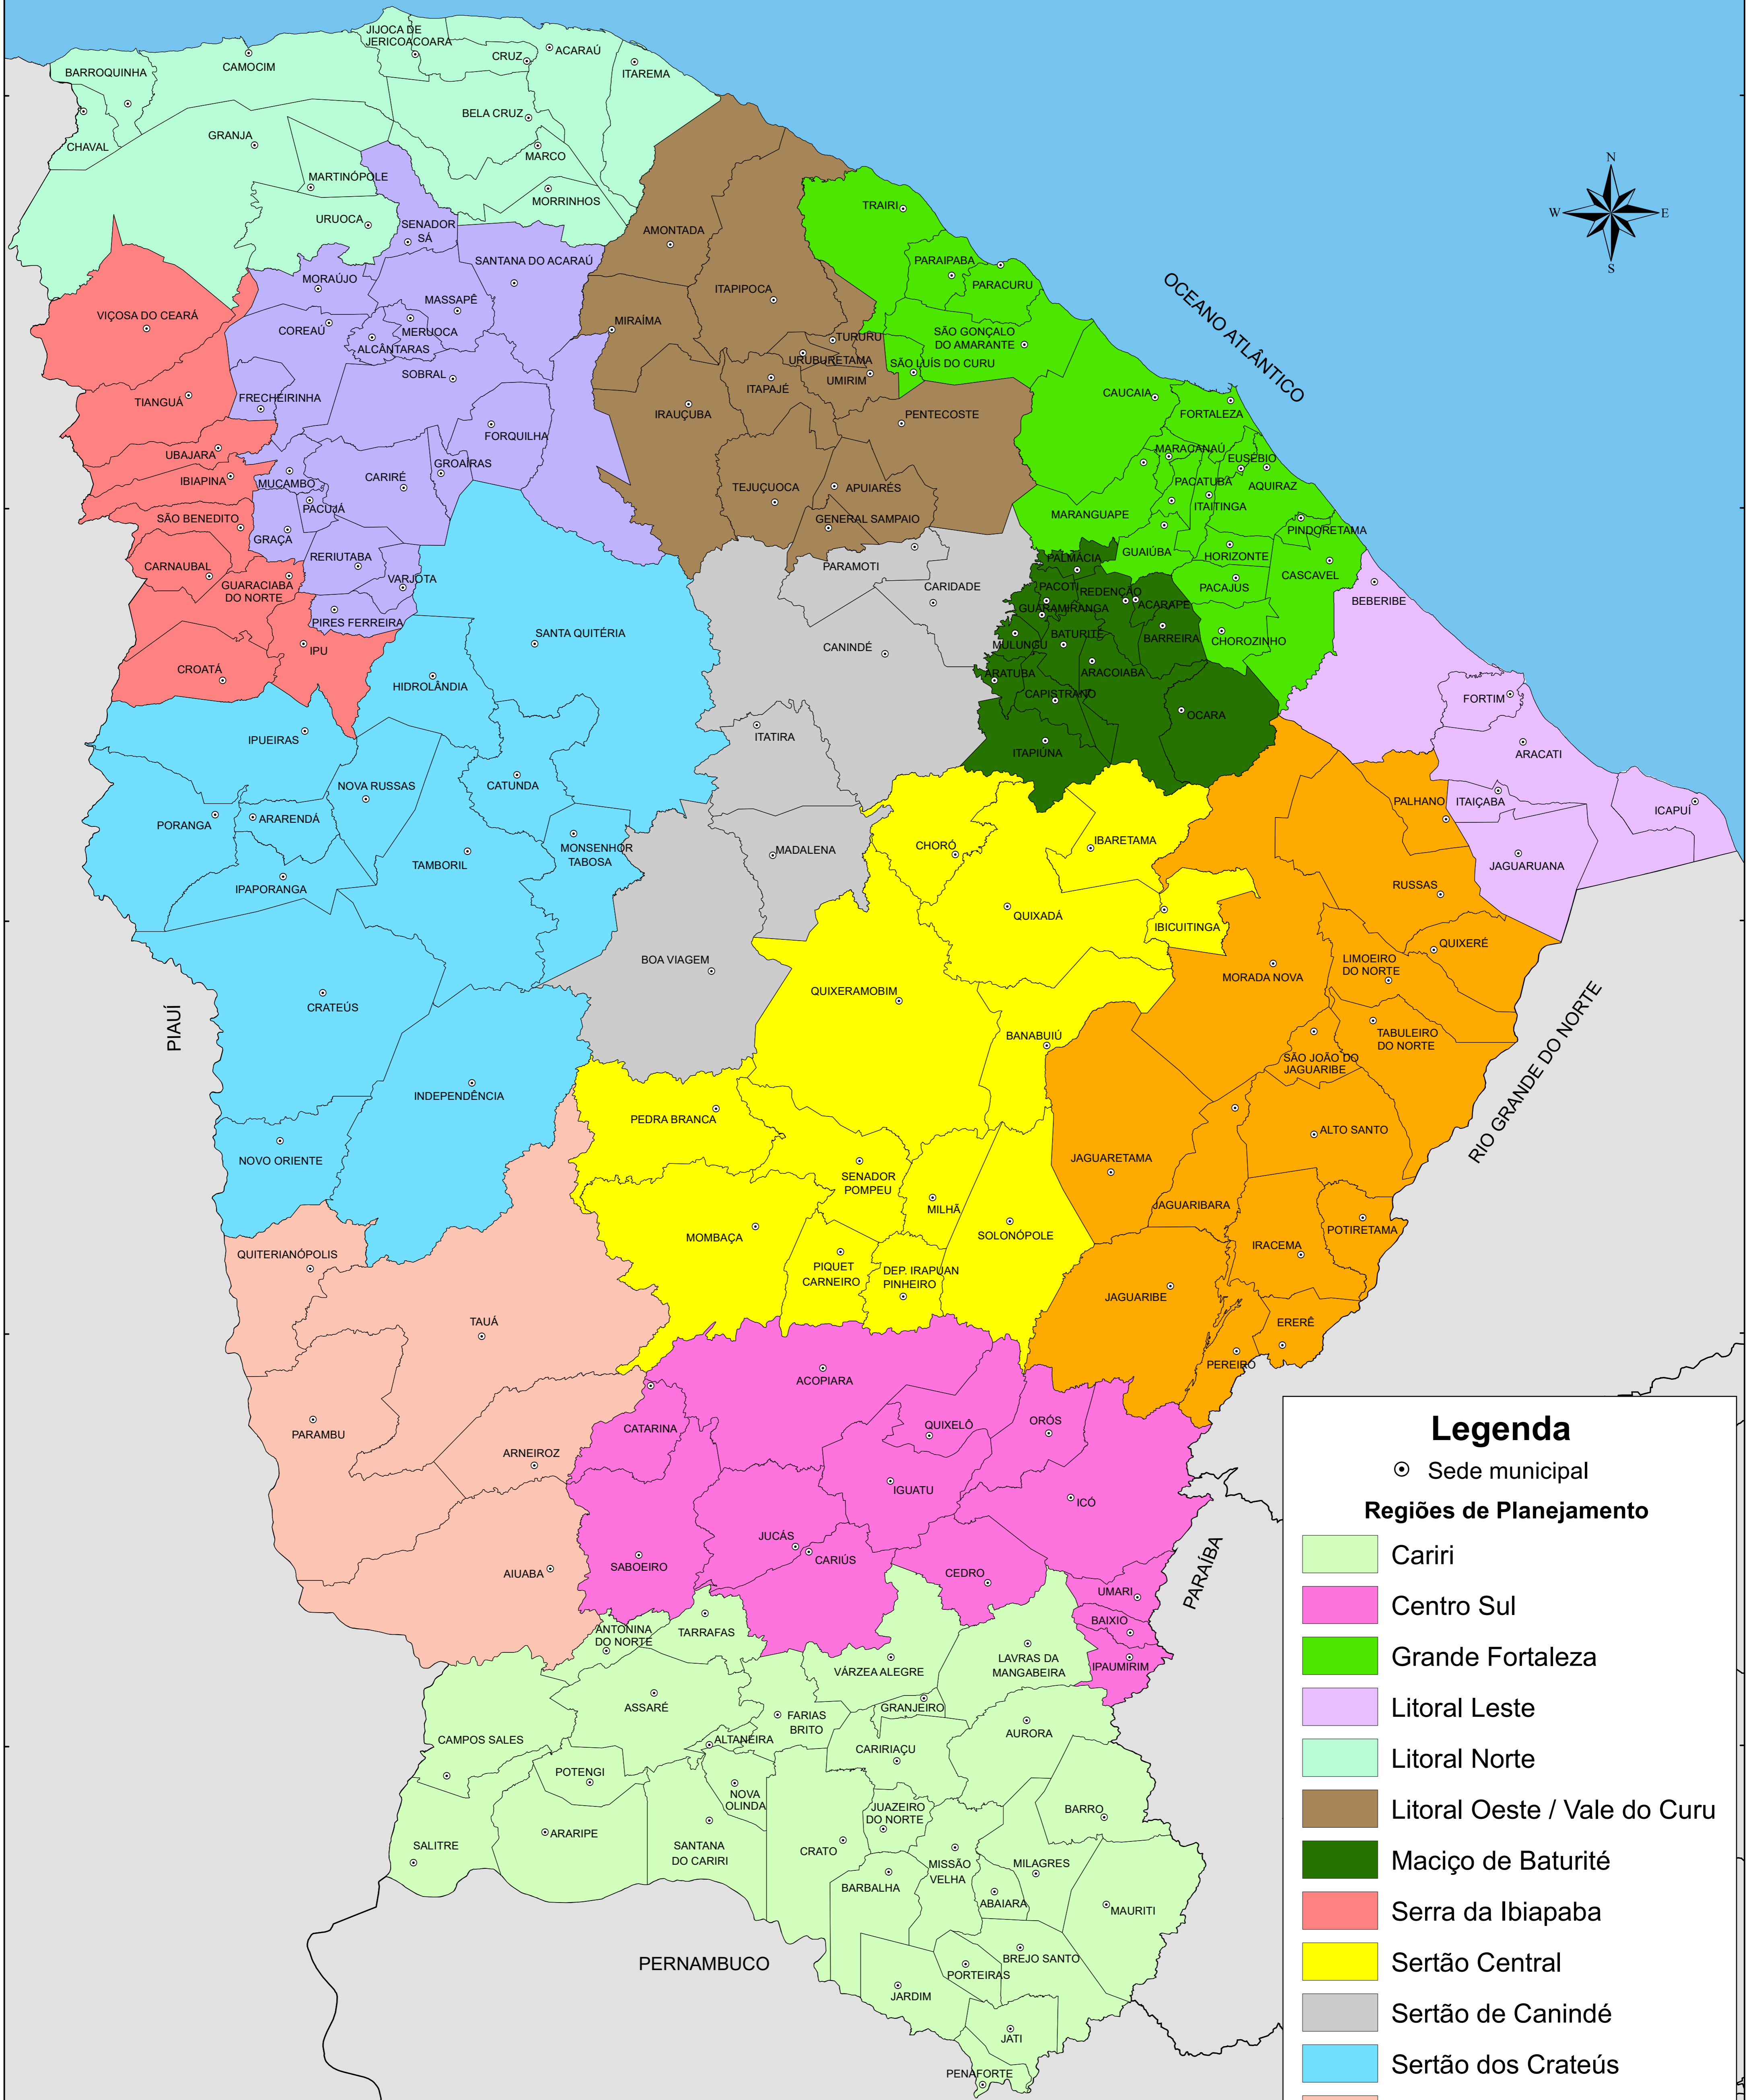 JIJOCA DE
JERICOACOARA
CRUZ
ACARAÚ
ITAREMA
BARROQUINHA
CAMOCIM
BELA CRUZ
CHAVAL
GRANJA
MARCO
MARTINÓPOLE
MORRINHOS
URUOCA
SENADOR
SÁ
N
W
E
S
TRAIRI
AMONTADA
PARAIPABA
PARACURU
SANTANA DO ACARAÚ
MORAÚJO
MASSAPÊ
ITAPIPOCA
OCEANO ATLÂNTICO
VIÇOSA DO CEARÁ
COREAÚ
MERUOCA
ALCÂNTARAS
MIRAÍMA
TURURU
SÃO GONÇALO
DO AMARANTE
URUBURETAMA
SÃO LUÍS DO CURU
SOBRAL
ITAPAJÉ
UMIRIM
TIANGUÁ
FRECHEIRINHA
IRAUÇUBA
PENTECOSTE
CAUCAIA
FORTALEZA
FORQUILHA
UBAJARA
MARACANAÚ
EUSÉBIO
IBIAPINA
MUCAMBO
CARIRÉ
GROAÍRAS
TEJUÇUOCA
APUIARÉS
PACATUBA
AQUIRAZ
PACUJÁ
ITAITINGA
SÃO BENEDITO
GENERAL SAMPAIO
MARANGUAPE
PINDORETAMA
GRAÇA
RERIUTABA
GUAIÚBA
HORIZONTE
CARNAUBAL
GUARACIABA
DO NORTE
VARJOTA
PARAMOTI
PALMÁCIA
CASCAVEL
CARIDADE
PACOTI
REDENÇÃO
PACAJUS
BEBERIBE
PIRES FERREIRA
GUARAMIRANGA
ACARAPE
SANTA QUITÉRIA
BATURITÉ
BARREIRA
CHOROZINHO
IPU
CANINDÉ
MULUNGU
CROATÁ
HIDROLÂNDIA
ARATUBA
ARACOIABA
CAPISTRANO
FORTIM
OCARA
IPUEIRAS
ITATIRA
ITAPIÚNA
ARACATI
NOVA RUSSAS
CATUNDA
PORANGA
ARARENDÁ
PALHANO
ITAIÇABA
ICAPUÍ
MONSENHOR
TABOSA
TAMBORIL
MADALENA
CHORÓ
IBARETAMA
JAGUARUANA
IPAPORANGA
RUSSAS
QUIXADÁ
IBICUITINGA
BOA VIAGEM
QUIXERÉ
LIMOEIRO
DO NORTE
MORADA NOVA
CRATEÚS
QUIXERAMOBIM
PIAUÍ
BANABUIÚ
TABULEIRO
DO NORTE
SÃO JOÃO DO
JAGUARIBE
RIO GRANDE DO NORTE
INDEPENDÊNCIA
PEDRA BRANCA
ALTO SANTO
NOVO ORIENTE
JAGUARETAMA
SENADOR
POMPEU
MILHÃ
JAGUARIBARA
POTIRETAMA
MOMBAÇA
SOLONÓPOLE
IRACEMA
QUITERIANÓPOLIS
PIQUET
CARNEIRO
DEP. IRAPUAN
PINHEIRO
JAGUARIBE
TAUÁ
ERERÊ
PEREIRO
ACOPIARA
PARAMBU
CATARINA
QUIXELÔ
ORÓS
ARNEIROZ
IGUATU
ICÓ
JUCÁS
CARIÚS
SABOEIRO
AIUABA
CEDRO
PARAÍBA
UMARI
ANTONINA
DO NORTE
TARRAFAS
BAIXIO
VÁRZEA ALEGRE
LAVRAS DA
MANGABEIRA
IPAUMIRIM
ASSARÉ
FARIAS
BRITO
GRANJEIRO
AURORA
CAMPOS SALES
ALTANEIRA
CARIRIAÇU
POTENGI
NOVA
OLINDA
JUAZEIRO
DO NORTE
BARRO
ARARIPE
SALITRE
SANTANA
DO CARIRI
CRATO
MISSÃO
VELHA
MILAGRES
BARBALHA
ABAIARA
MAURITI
PERNAMBUCO
BREJO SANTO
PORTEIRAS
JARDIM
JATI
PENAFORTE
Legenda
Sede municipal
Regiões de Planejamento
Cariri
Centro Sul
Grande Fortaleza
Litoral Leste
Litoral Norte
Litoral Oeste / Vale do Curu
Maciço de Baturité
Serra da Ibiapaba
Sertão Central
Sertão de Canindé
Sertão dos Crateús